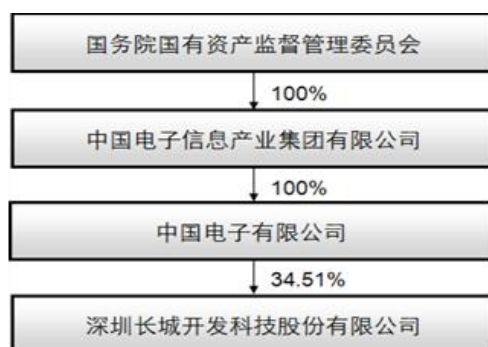 国务院国有资产监督管理委员会
100%
中国电子信息产业集团有限公司
100%
中国电子有限公司
34.51%
深圳长城开发科技股份有限公司